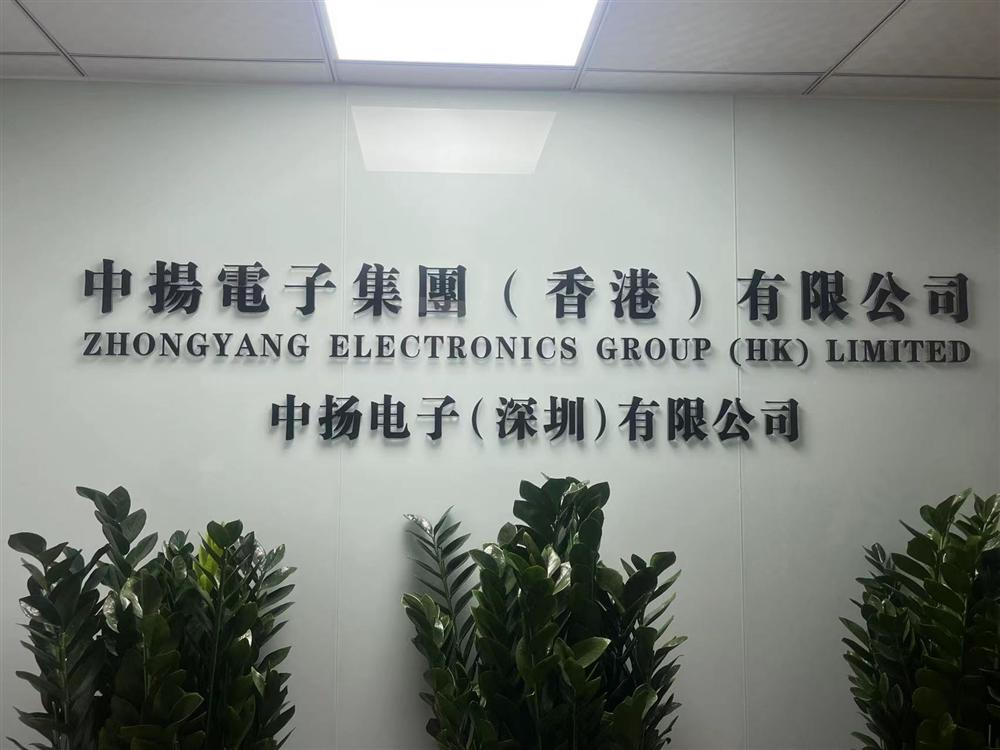 中揚電子集團（香港）有限公司
ZHONGYANG ELECTRONICS GROUP (HK) LIMITED
中扬电子(深圳)有限公司